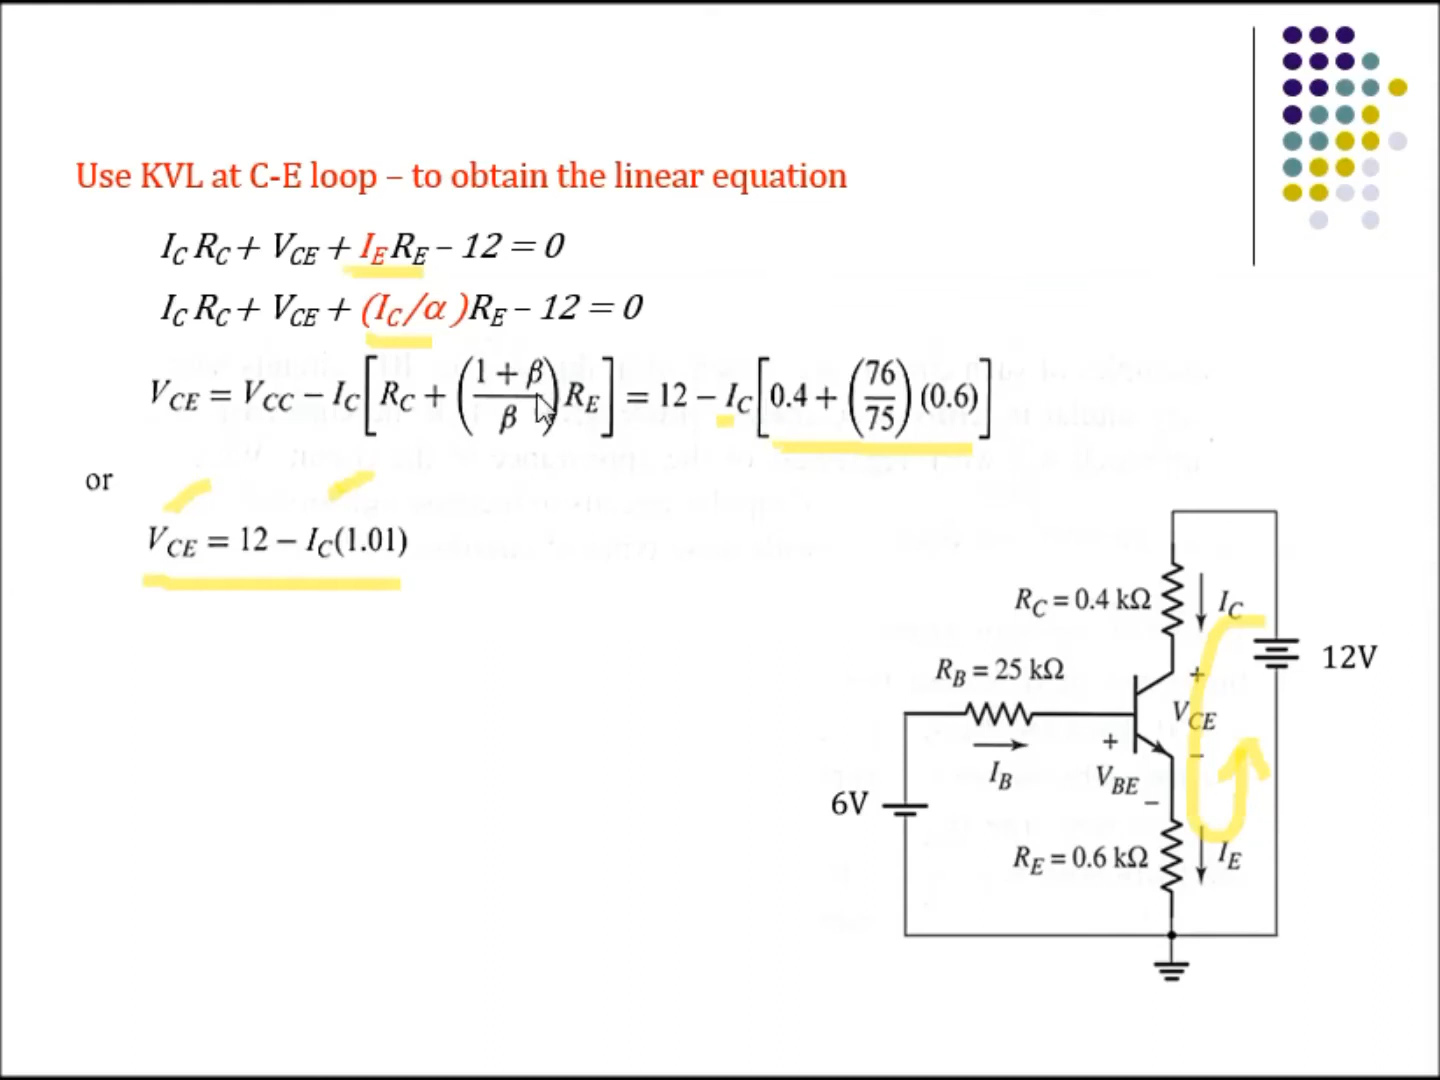 Use KVL at C-E loop – to obtain the linear equation
I_C R_C + V_CE + I_E R_E – 12 = 0
I_C R_C + V_CE + (I_C/α )R_E – 12 = 0
V_CE = V_CC − I_C [ R_C + ( (1 + β)/β ) R_E ] = 12 − I_C [ 0.4 + ( 76/75 ) (0.6) ]
or
V_CE = 12 − I_C(1.01)
R_C = 0.4 kΩ
I_C
12V
R_B = 25 kΩ
+
V_CE
−
I_B
+
V_BE
−
6V
R_E = 0.6 kΩ
I_E